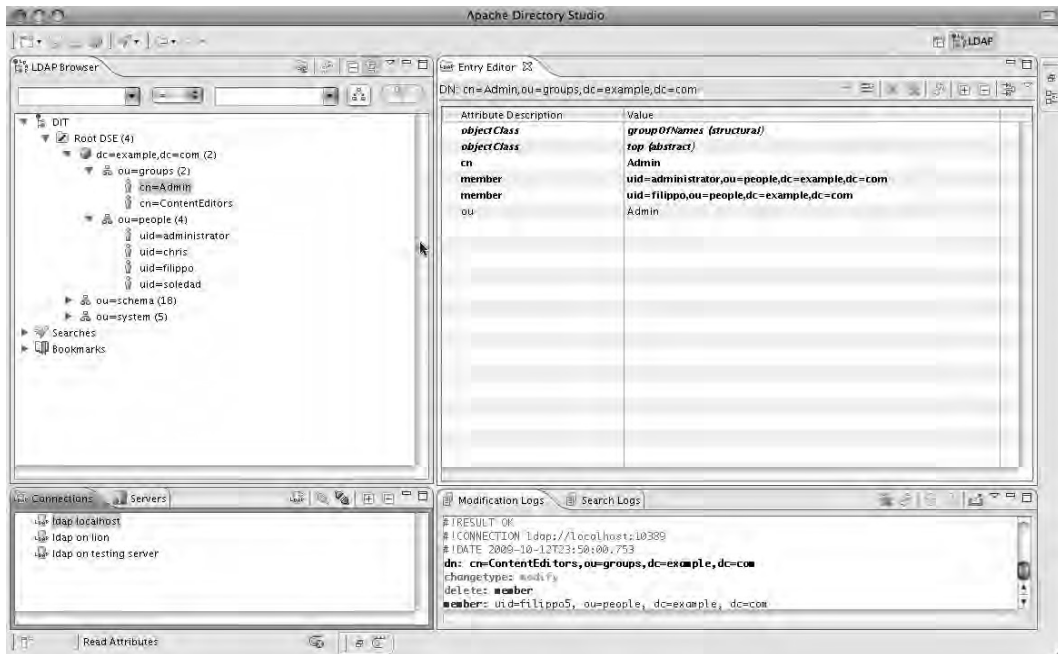 Apache Directory Studio
LDAP
LDAP Browser
=
DIT
Root DSE (4)
dc=example,dc=com (2)
ou=groups (2)
cn=Admin
cn=ContentEditors
ou=people (4)
uid=administrator
uid=chris
uid=filippo
uid=soledad
ou=schema (18)
ou=system (5)
Searches
Bookmarks
Entry Editor
DN: cn=Admin,ou=groups,dc=example,dc=com
Attribute Description Value
objectClass groupOfNames (structural)
objectClass top (abstract)
cn Admin
member uid=administrator,ou=people,dc=example,dc=com
member uid=filippo,ou=people,dc=example,dc=com
ou Admin
Connections Servers
ldap localhost
ldap on lion
ldap on testing server
Modification Logs Search Logs
#!RESULT OK
#!CONNECTION ldap://localhost:10389
#!DATE 2009-10-12T23:50:00.753
dn: cn=ContentEditors,ou=groups,dc=example,dc=com
changetype: modify
delete: member
member: uid=filippo5, ou=people, dc=example, dc=com
Read Attributes